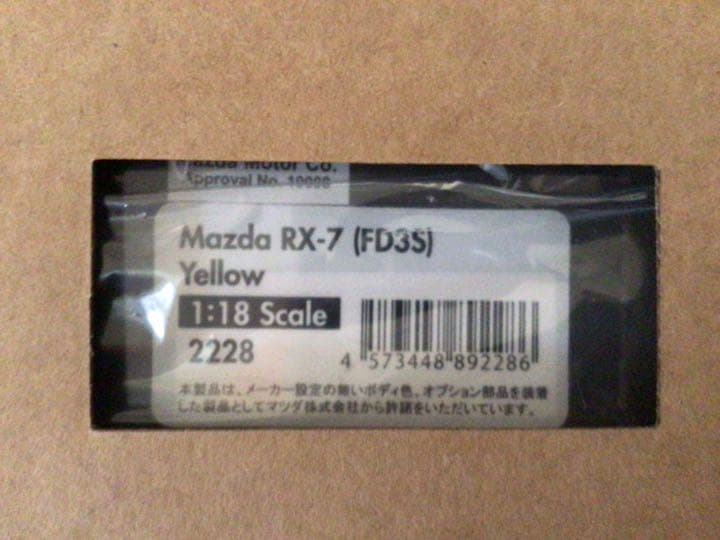 Mazda Motor Co.
Approval No.
Mazda RX-7 (FD3S)
Yellow
1:18 Scale
2228
4 573448 892286
本製品は、メーカー設定の無いボディ色、オプション部品を装着
した製品としてマツダ株式会社から許諾をいただいています。